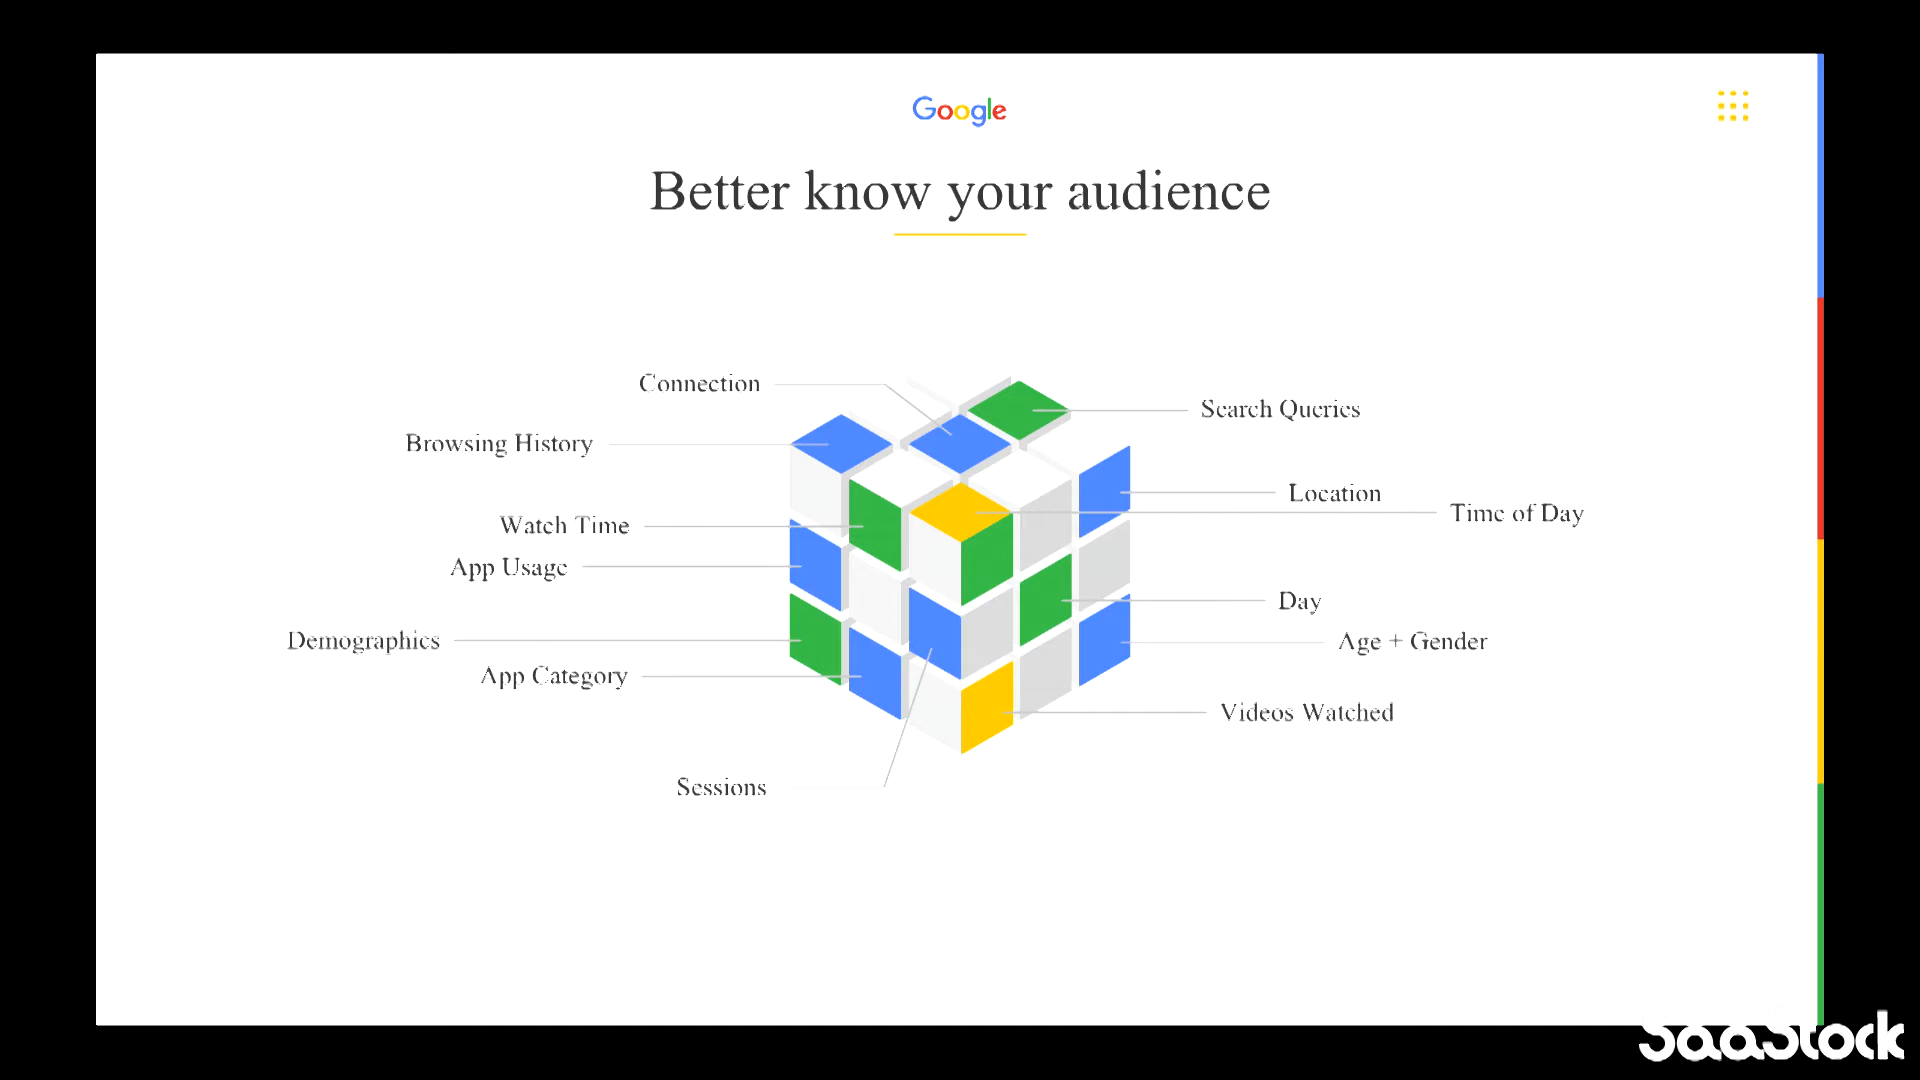 Google
Better know your audience
Connection
Search Queries
Browsing History
Location
Time of Day
Watch Time
App Usage
Day
Demographics
Age + Gender
App Category
Videos Watched
Sessions
SaaStock